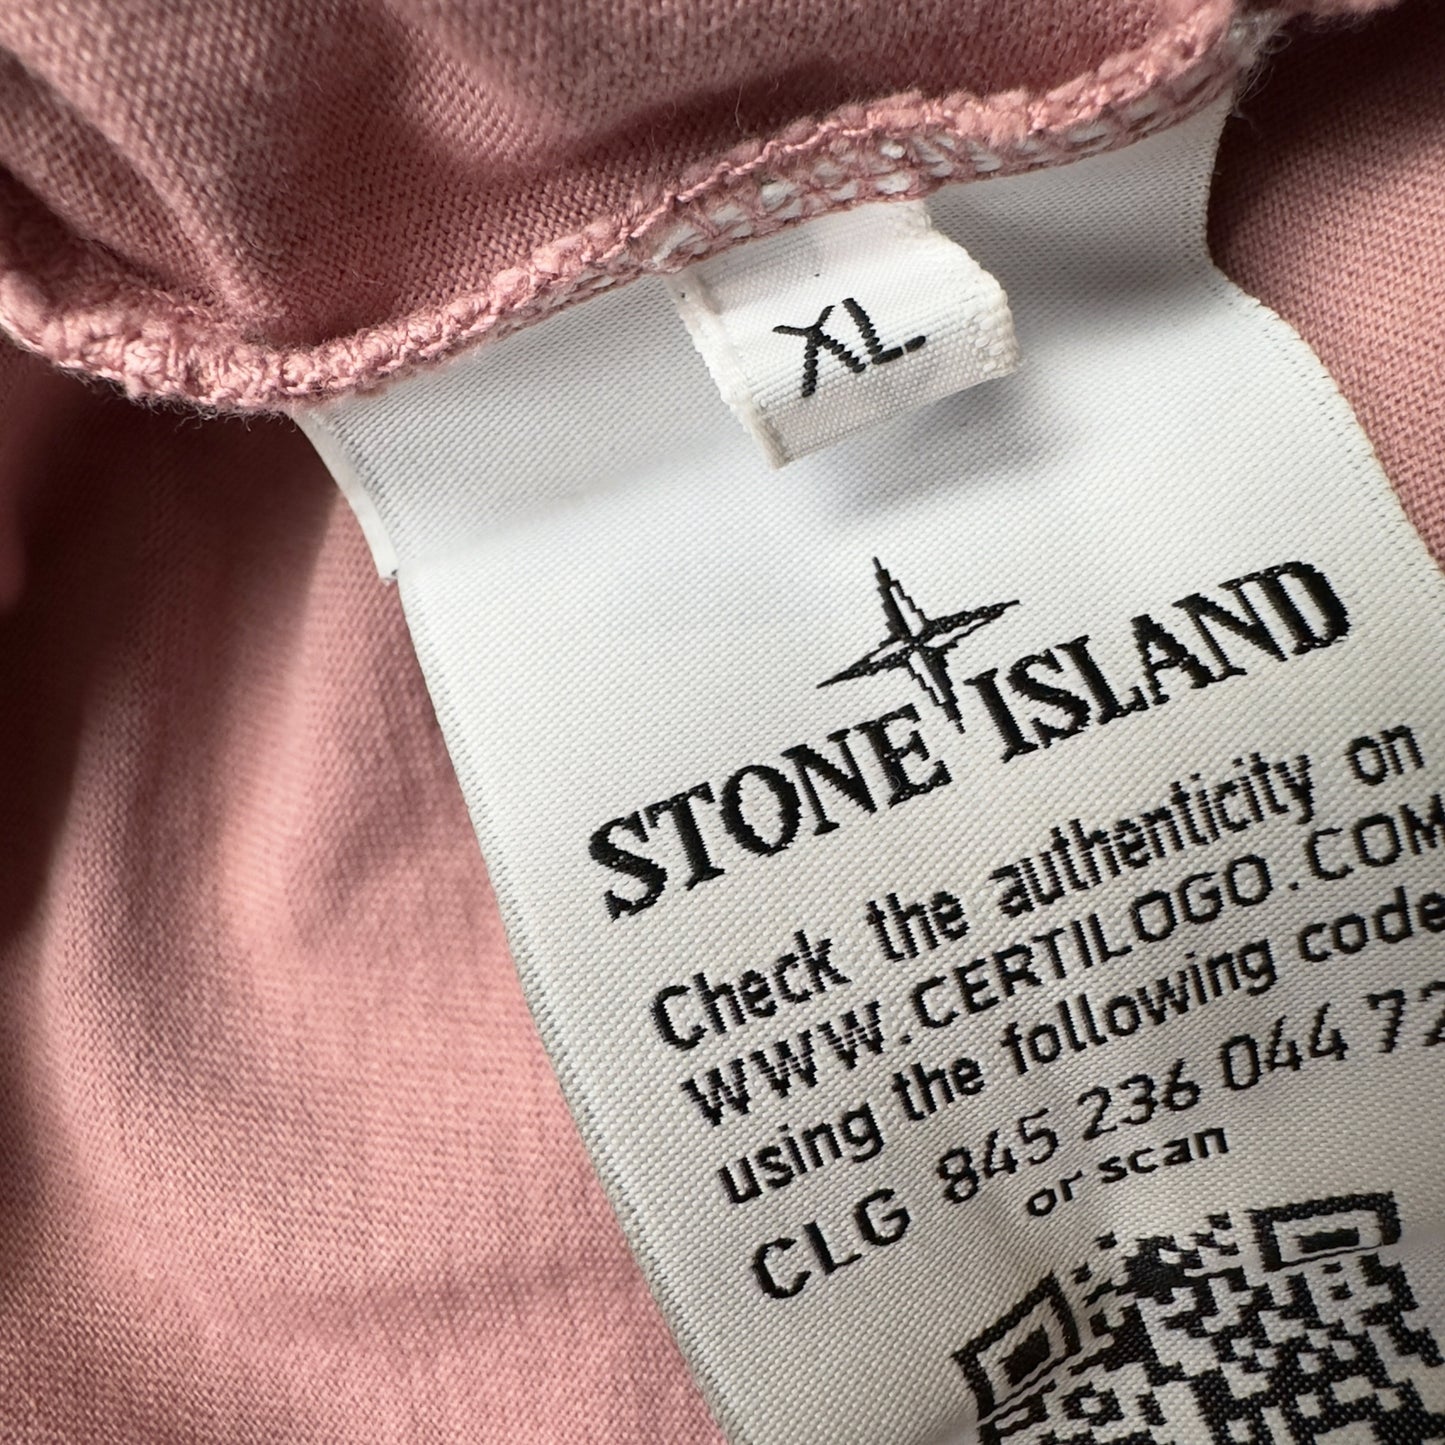 XL
STONE ISLAND
Check the authenticity on
WWW.CERTILOGO.COM
using the following code
CLG 845 236 044 72
or scan